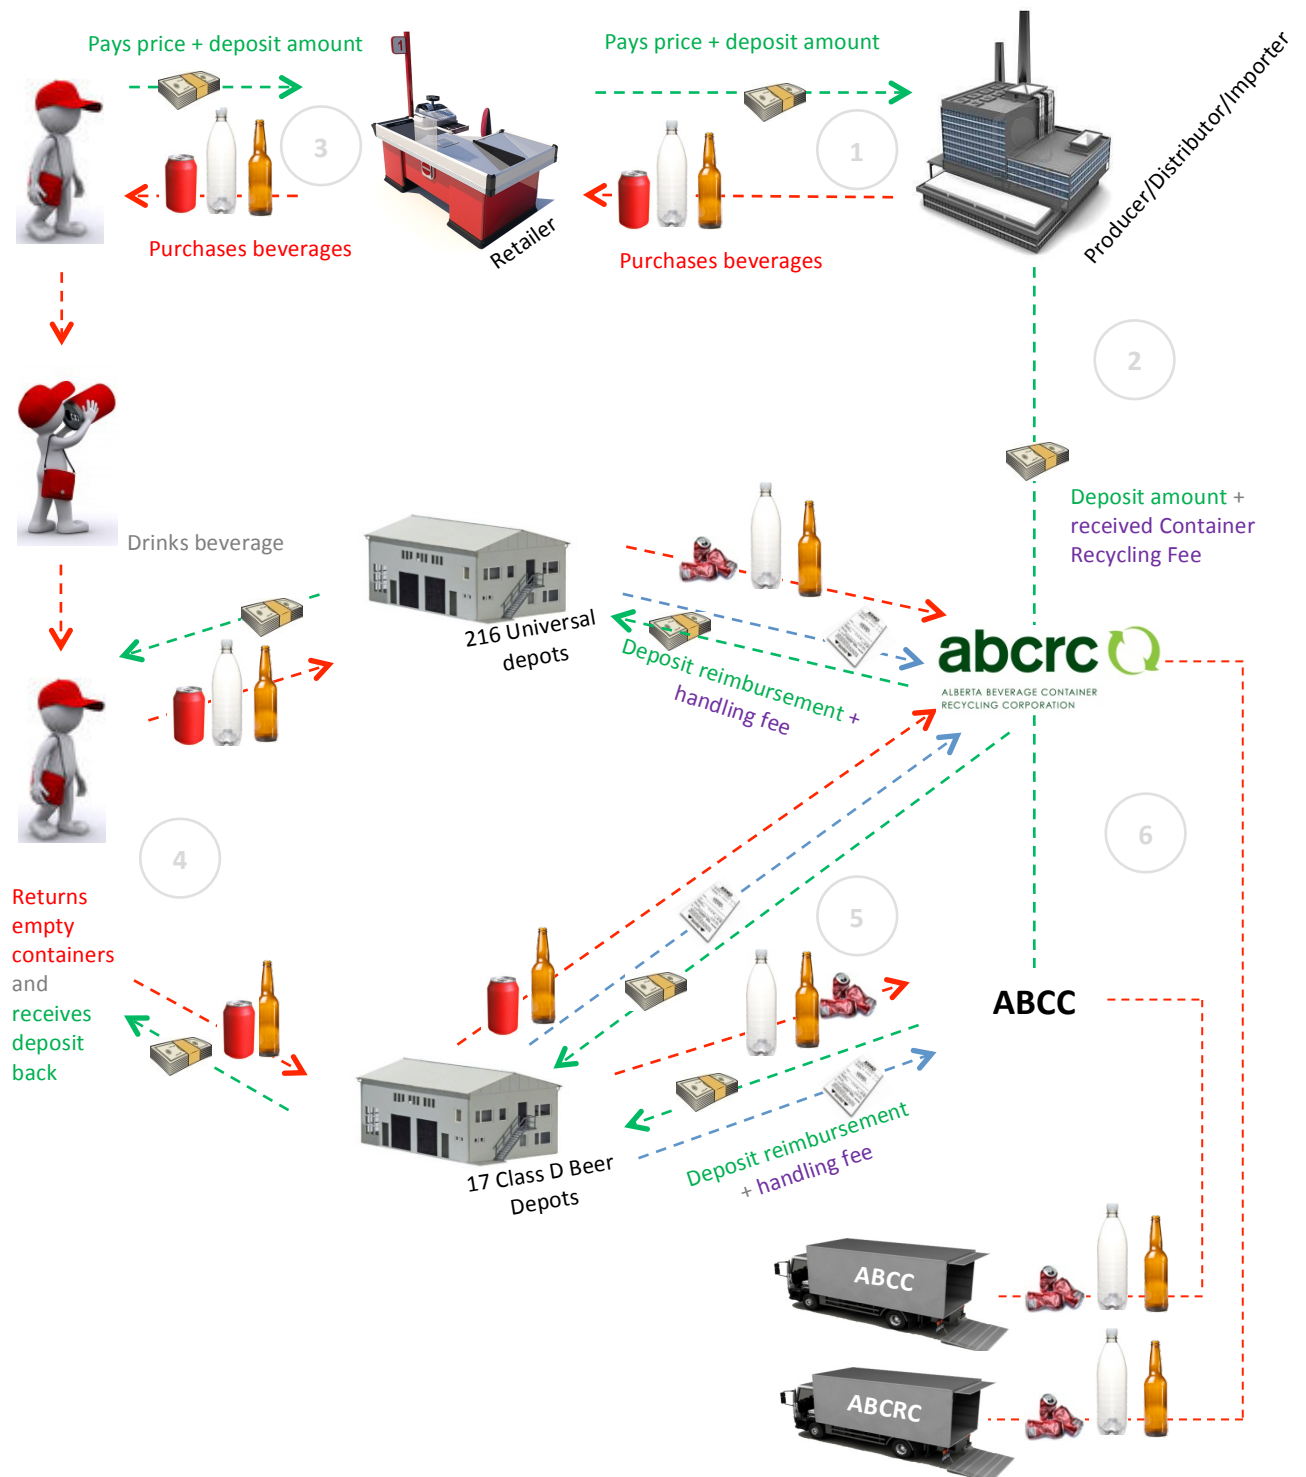 Pays price + deposit amount
Pays price + deposit amount
1
3
1
Retailer
Producer/Distributor/Importer
Purchases beverages
Purchases beverages
2
Deposit amount +
received Container
Recycling Fee
Drinks beverage
216 Universal
depots
Deposit reimbursement +
handling fee
abcrc
ALBERTA BEVERAGE CONTAINER
RECYCLING CORPORATION
4
6
5
Returns
empty
containers
and
receives
deposit
back
ABCC
17 Class D Beer
Depots
Deposit reimbursement
+ handling fee
ABCC
ABCRC